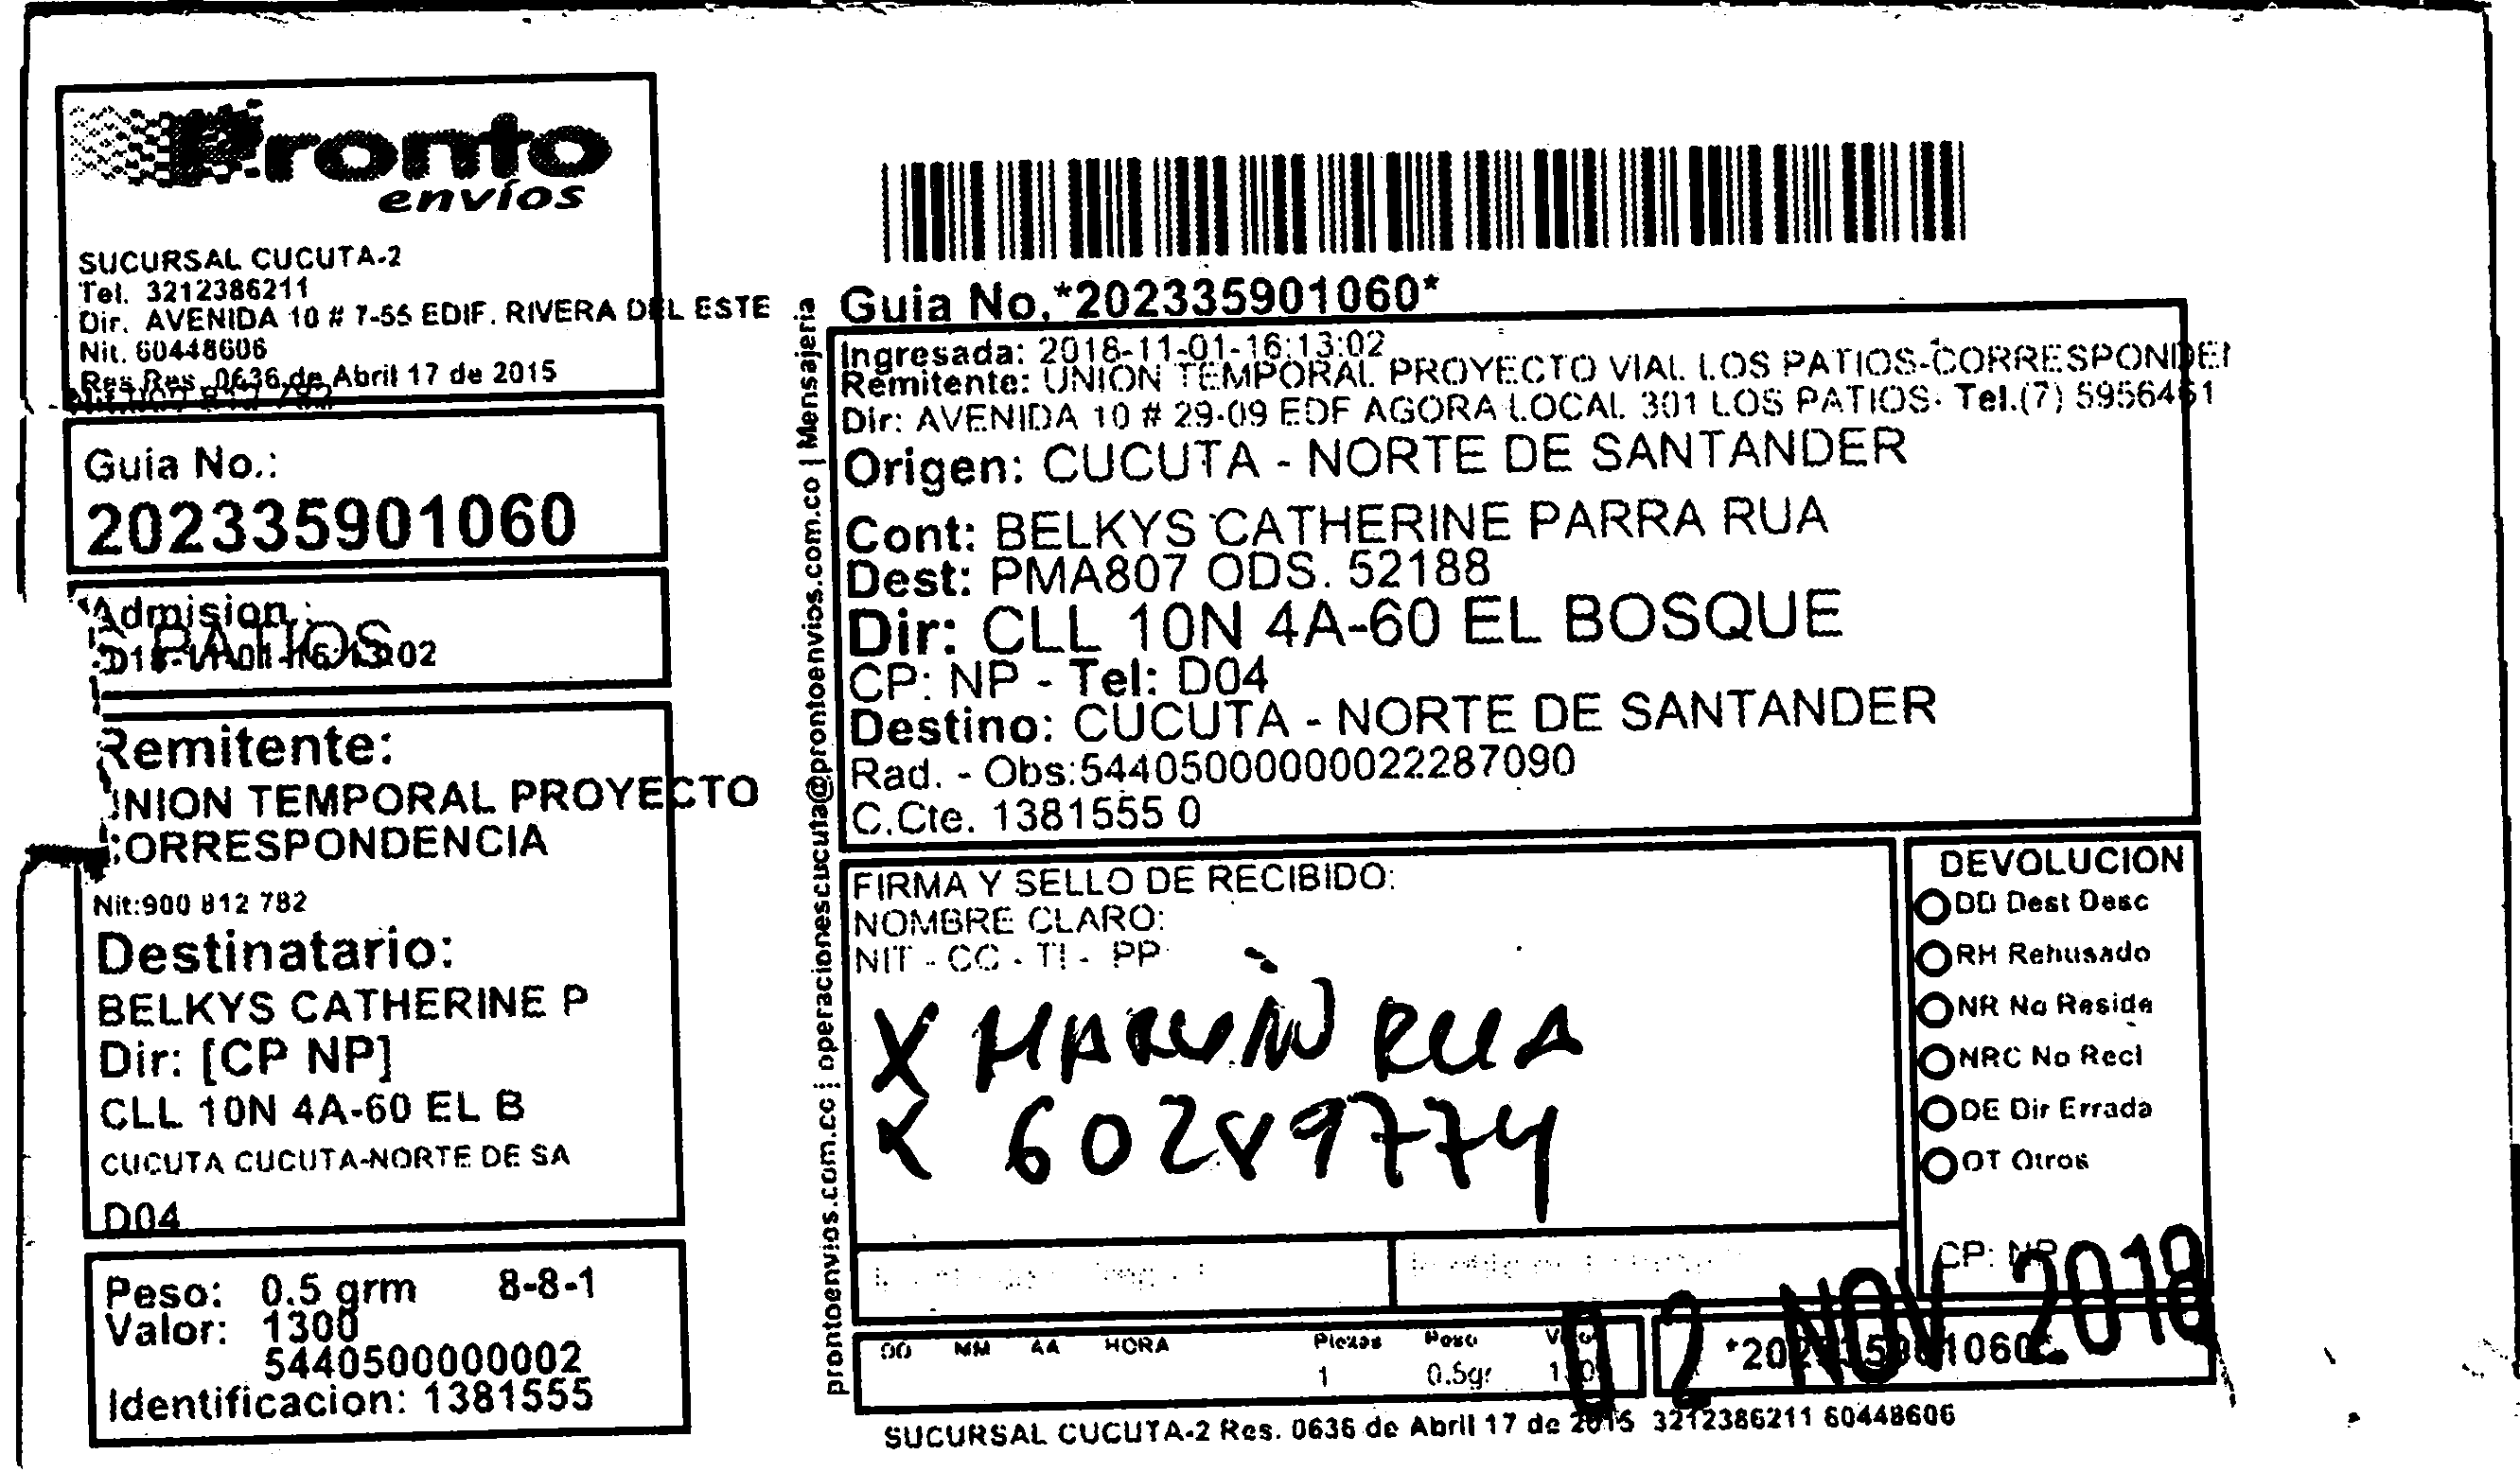 Pronto
envíos
SUCURSAL CUCUTA-2
Tel. 3212386211
Dir. AVENIDA 10 # 7-55 EDIF. RIVERA DEL ESTE
Nit. 60448606
Res Res. 0636 de Abril 17 de 2015
Guia No.:
202335901060
Admision.:
PATIOS
Remitente:
UNION TEMPORAL PROYECTO
CORRESPONDENCIA
Nit:900 812 782
Destinatario:
BELKYS CATHERINE P
Dir: [CP NP]
CLL 10N 4A-60 EL B
CUCUTA CUCUTA-NORTE DE SA
D04
Peso: 0.5 grm 8-8-1
Valor: 1300
5440500000002
Identificacion: 1381555
prontoenvios.com.co | operacionescucuta@prontoenvios.com.co | Mensajeria
Guia No.*202335901060*
Ingresada: 2018-11-01-16:13:02
Remitente: UNION TEMPORAL PROYECTO VIAL LOS PATIOS-CORRESPONDEN
Dir: AVENIDA 10 # 29-09 EDF AGORA LOCAL 301 LOS PATIOS- Tel.(7) 5956461
Origen: CUCUTA - NORTE DE SANTANDER
Cont: BELKYS CATHERINE PARRA RUA
Dest: PMA807 ODS. 52188
Dir: CLL 10N 4A-60 EL BOSQUE
CP: NP - Tel: D04
Destino: CUCUTA - NORTE DE SANTANDER
Rad. - Obs:544050000000022287090
C.Cte. 1381555 0
FIRMA Y SELLO DE RECIBIDO:
NOMBRE CLARO:
NIT - CC - TI - PP
X RUA
DEVOLUCION
DD Dest Desc
RH Rehusado
NR No Reside
NRC No Recl
DE Dir Errada
OT Otros
CP: NP
02 NOV 2018
DD MM AA HORA Piezas Peso Valor
1 0.5gr 1300
*202335901060*
SUCURSAL CUCUTA-2 Res. 0636 de Abril 17 de 2015 3212386211 60448606